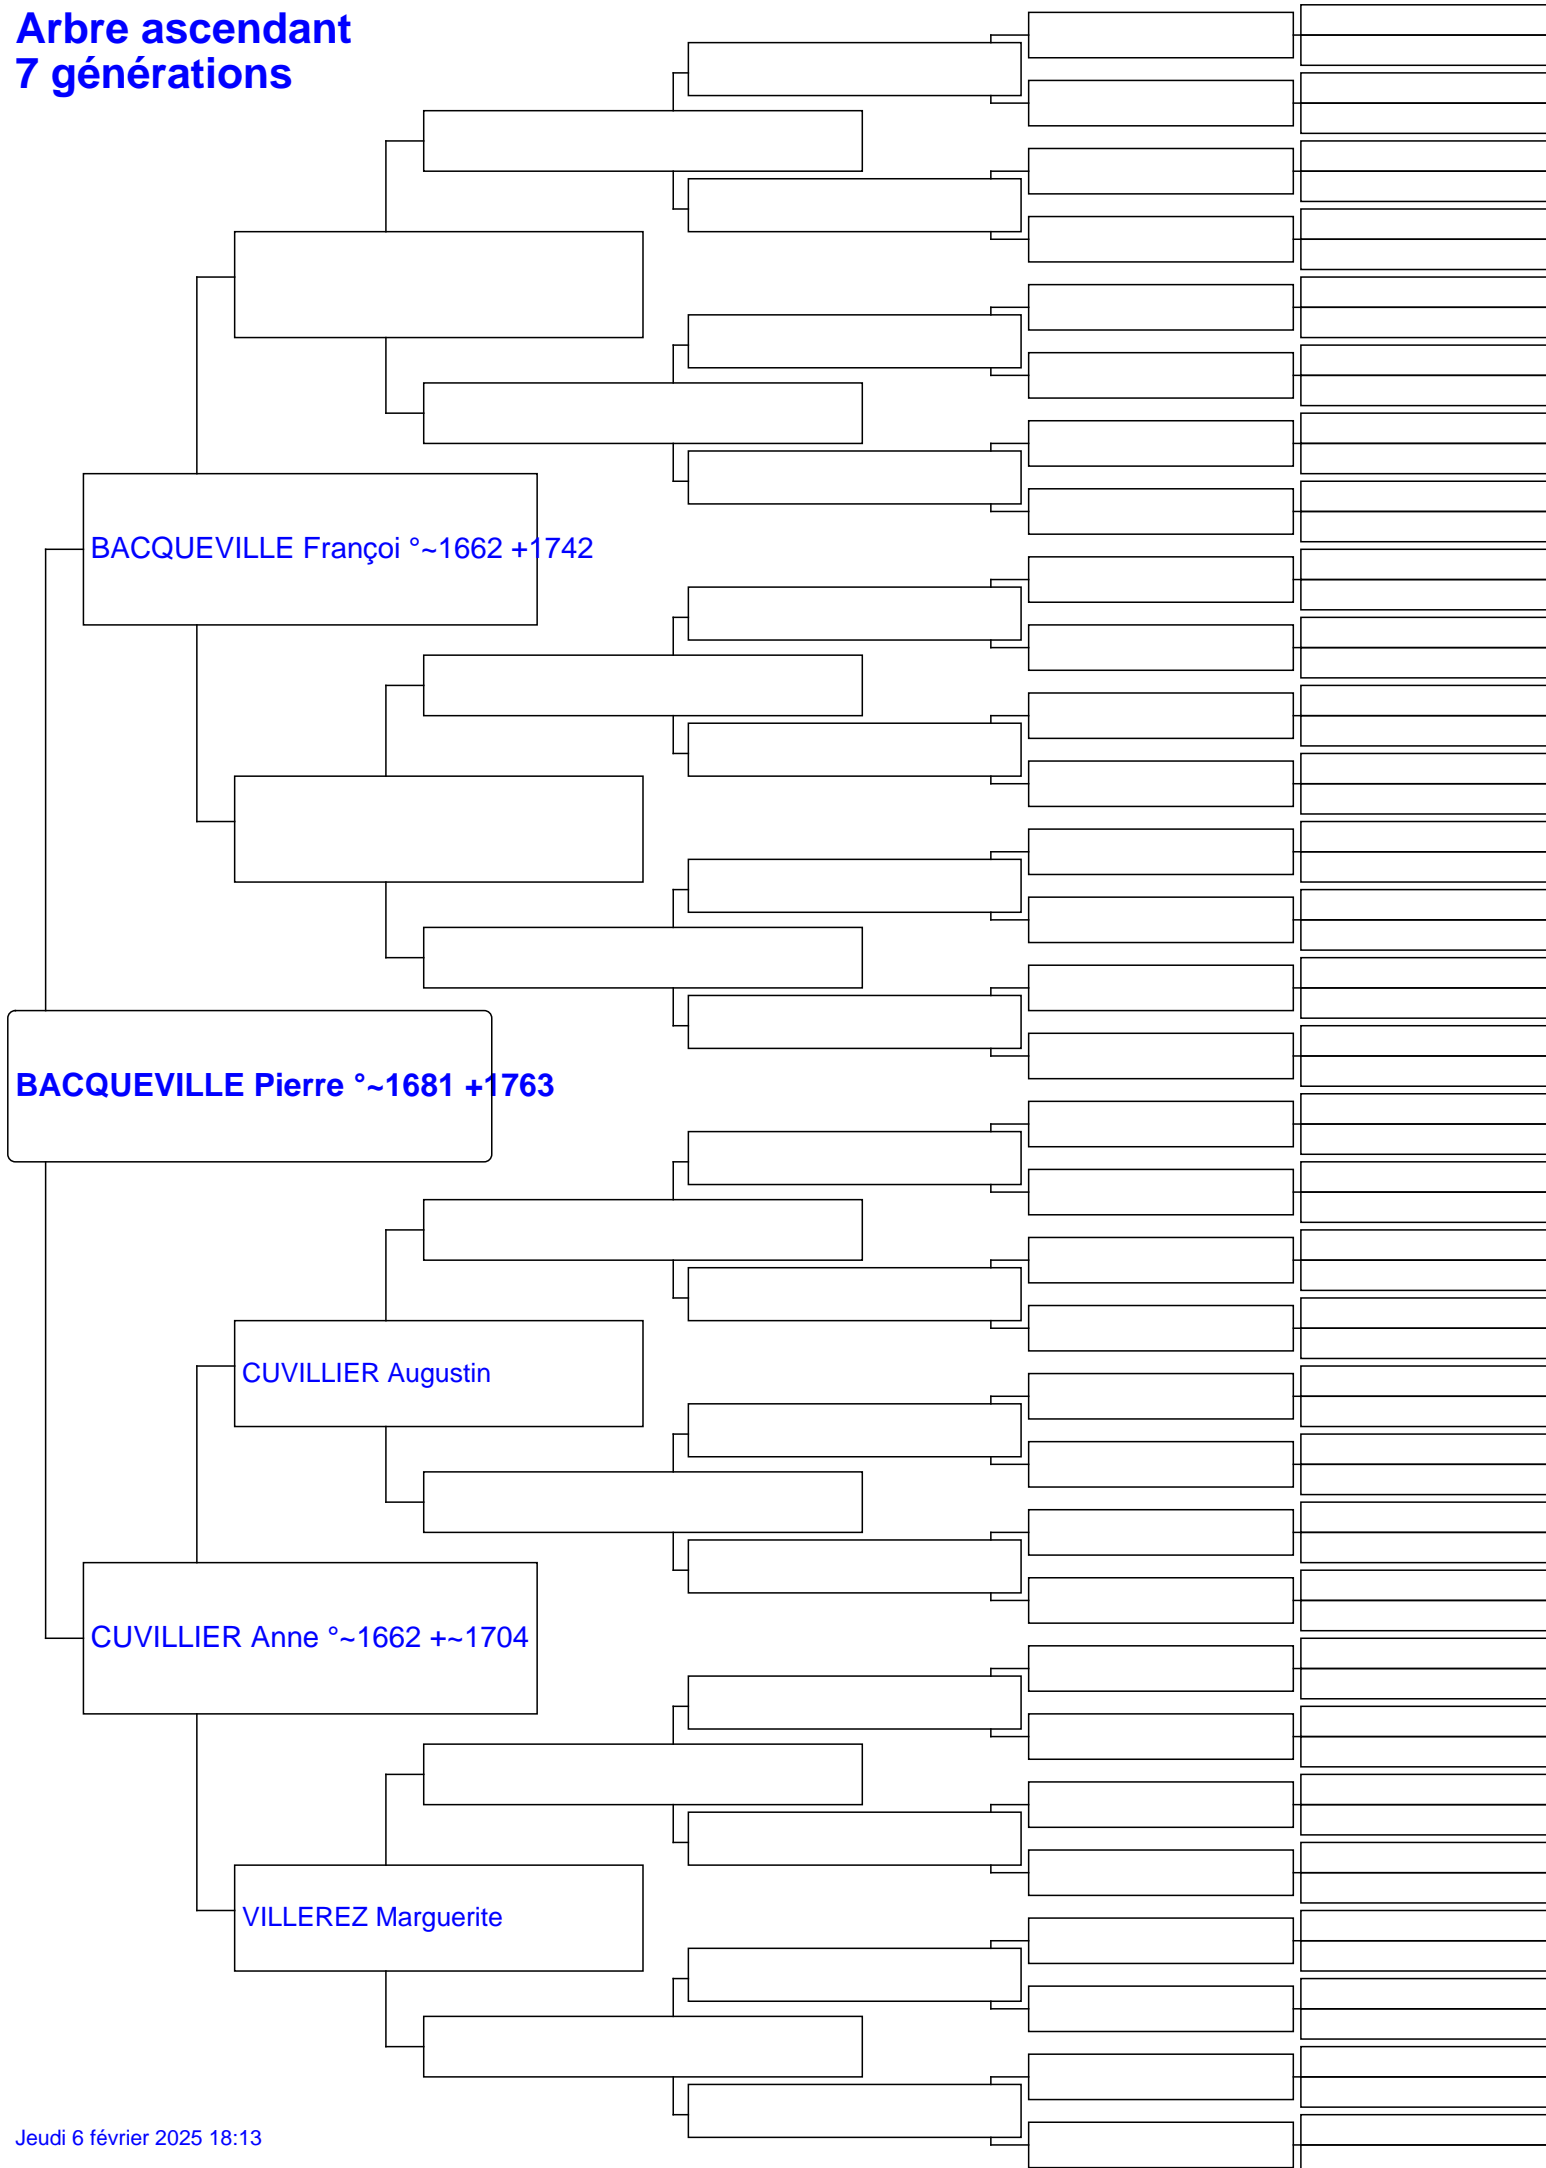 Arbre ascendant
7 générations
BACQUEVILLE Françoi °~1662 +1742
BACQUEVILLE Pierre °~1681 +1763
CUVILLIER Augustin
CUVILLIER Anne °~1662 +~1704
VILLEREZ Marguerite
Jeudi 6 février 2025 18:13